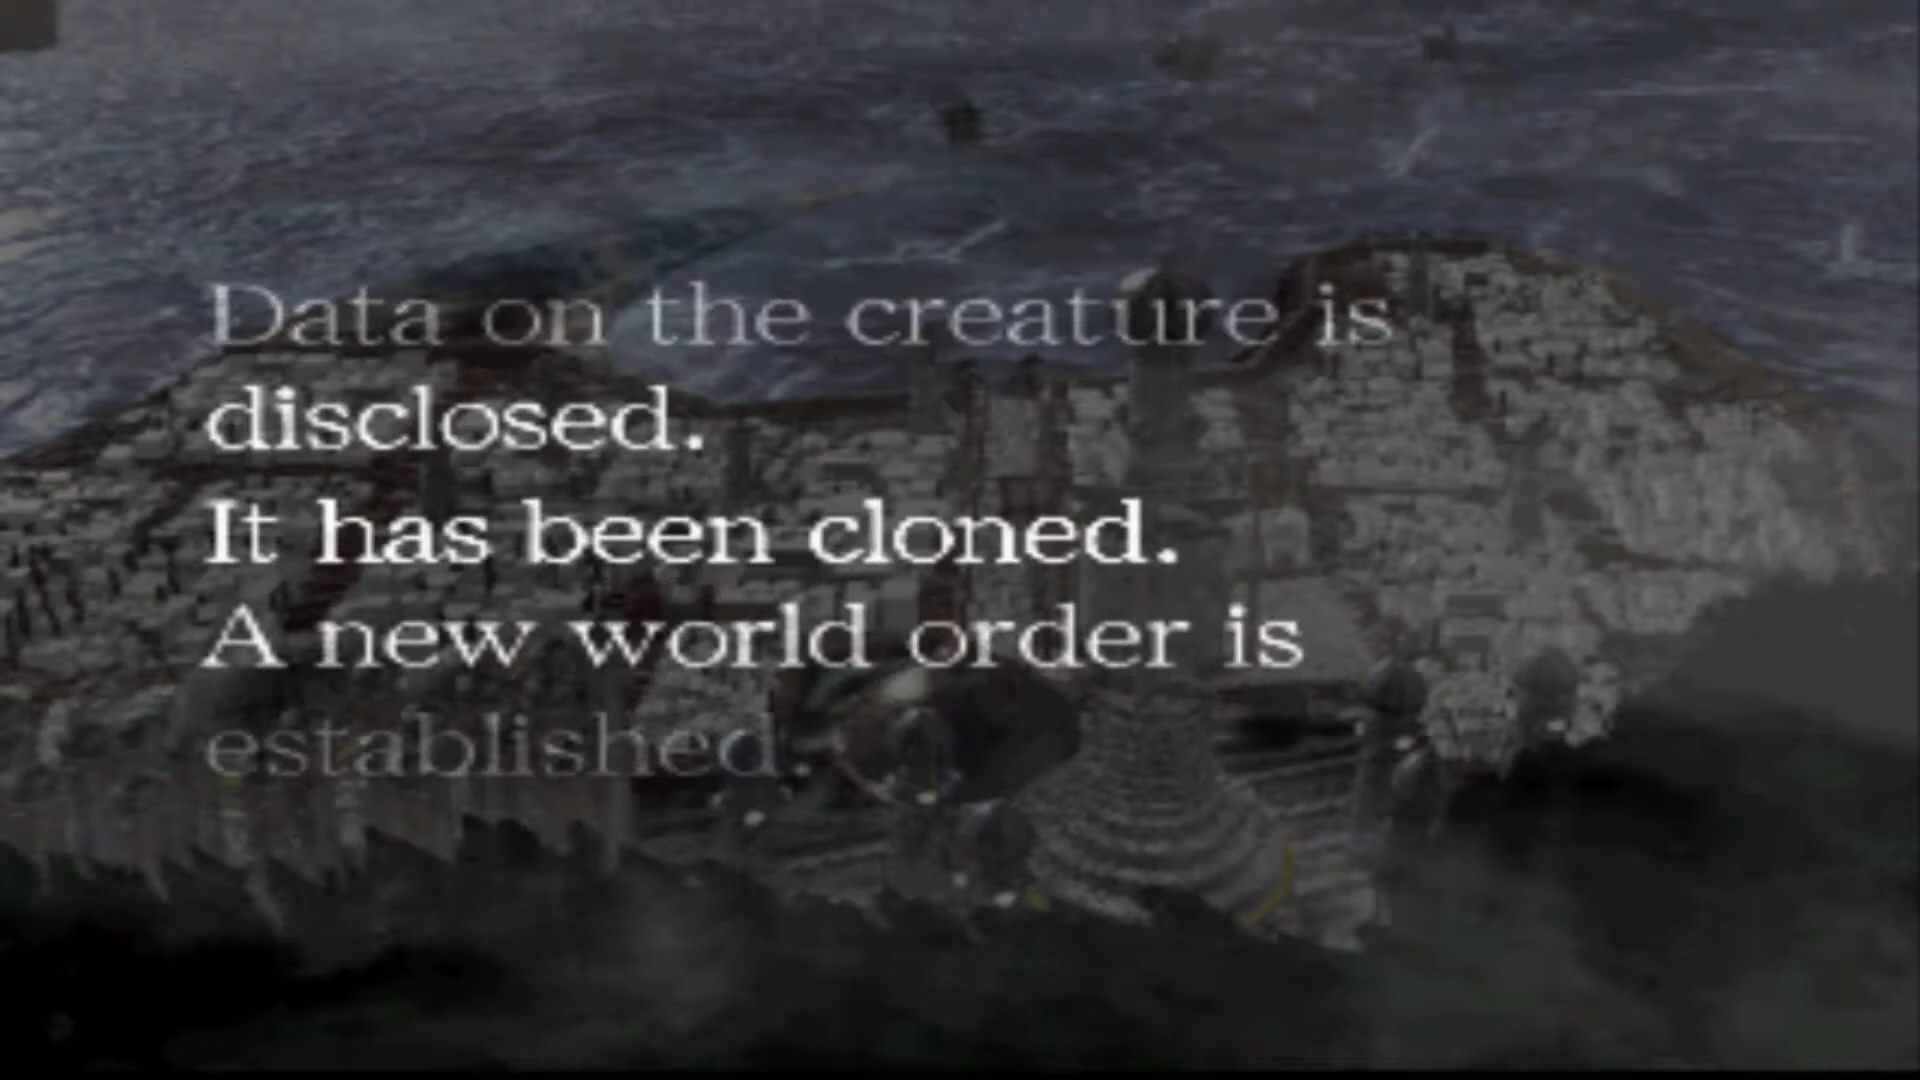 Data on the creature is
disclosed.
It has been cloned.
A new world order is
established.